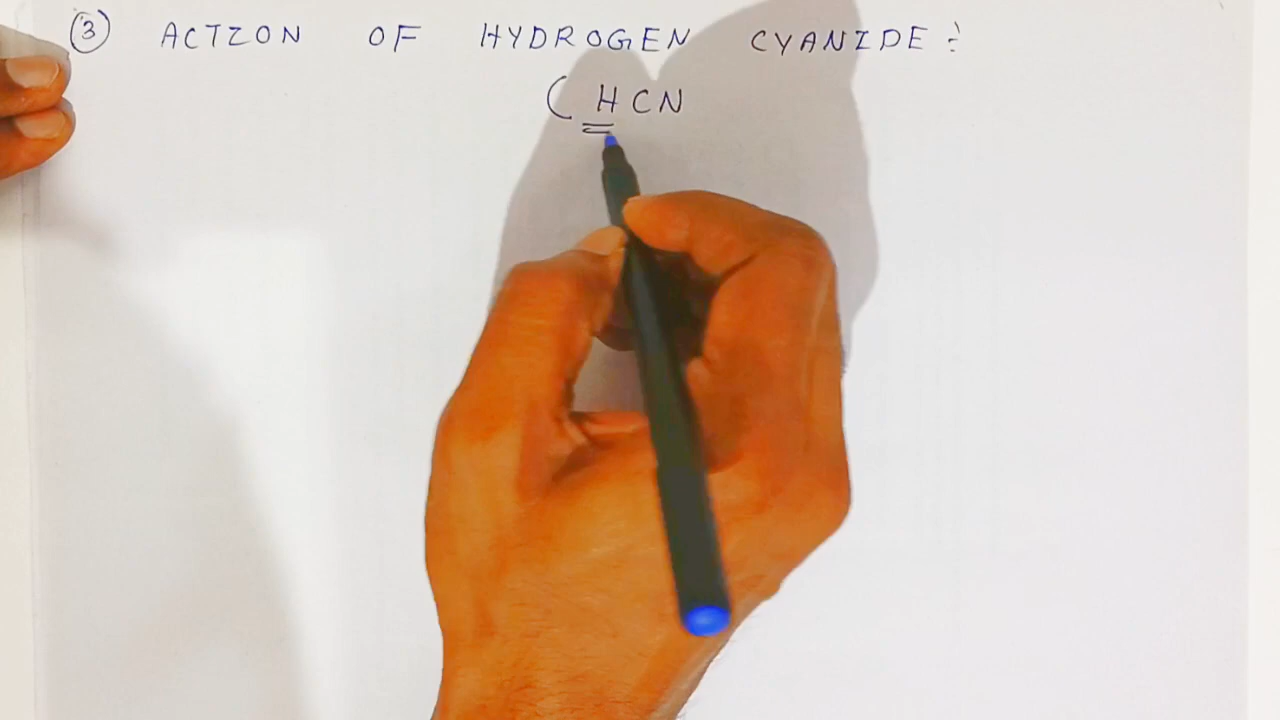 ③ ACTION OF HYDROGEN CYANIDE :-
(HCN